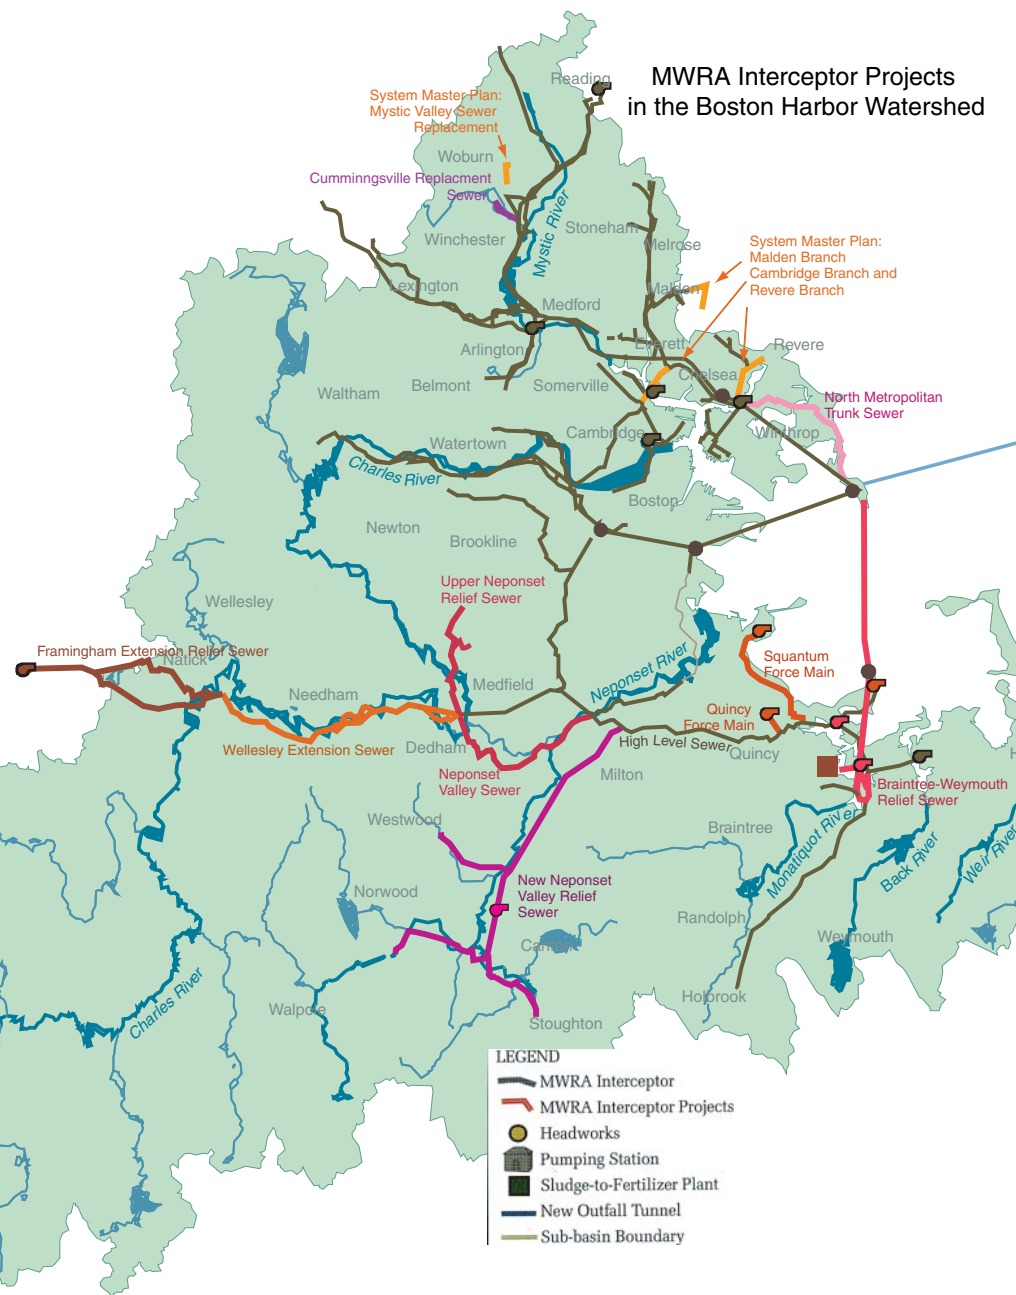 MWRA Interceptor Projects
in the Boston Harbor Watershed
Reading
System Master Plan:
Mystic Valley Sewer
Replacement
Woburn
Cumminngsville Replacment
Sewer
Mystic River
Stoneham
Winchester
Melrose
System Master Plan:
Malden Branch
Cambridge Branch and
Revere Branch
Lexington
Malden
Medford
Arlington
Everett
Revere
Belmont
Somerville
Chelsea
Waltham
North Metropolitan
Trunk Sewer
Watertown
Cambridge
Winthrop
Charles River
Boston
Newton
Brookline
Upper Neponset
Relief Sewer
Wellesley
Framingham Extension Relief Sewer
Natick
Neponset River
Squantum
Force Main
Needham
Medfield
Quincy
Force Main
Wellesley Extension Sewer
Dedham
High Level Sewer
Quincy
H
Neponset
Valley Sewer
Milton
Braintree-Weymouth
Relief Sewer
Westwood
Braintree
Monatiquot River
Back River
Weir River
Norwood
New Neponset
Valley Relief
Sewer
Randolph
Canton
Weymouth
Charles River
Walpole
Holbrook
Stoughton
LEGEND
MWRA Interceptor
MWRA Interceptor Projects
Headworks
Pumping Station
Sludge-to-Fertilizer Plant
New Outfall Tunnel
Sub-basin Boundary